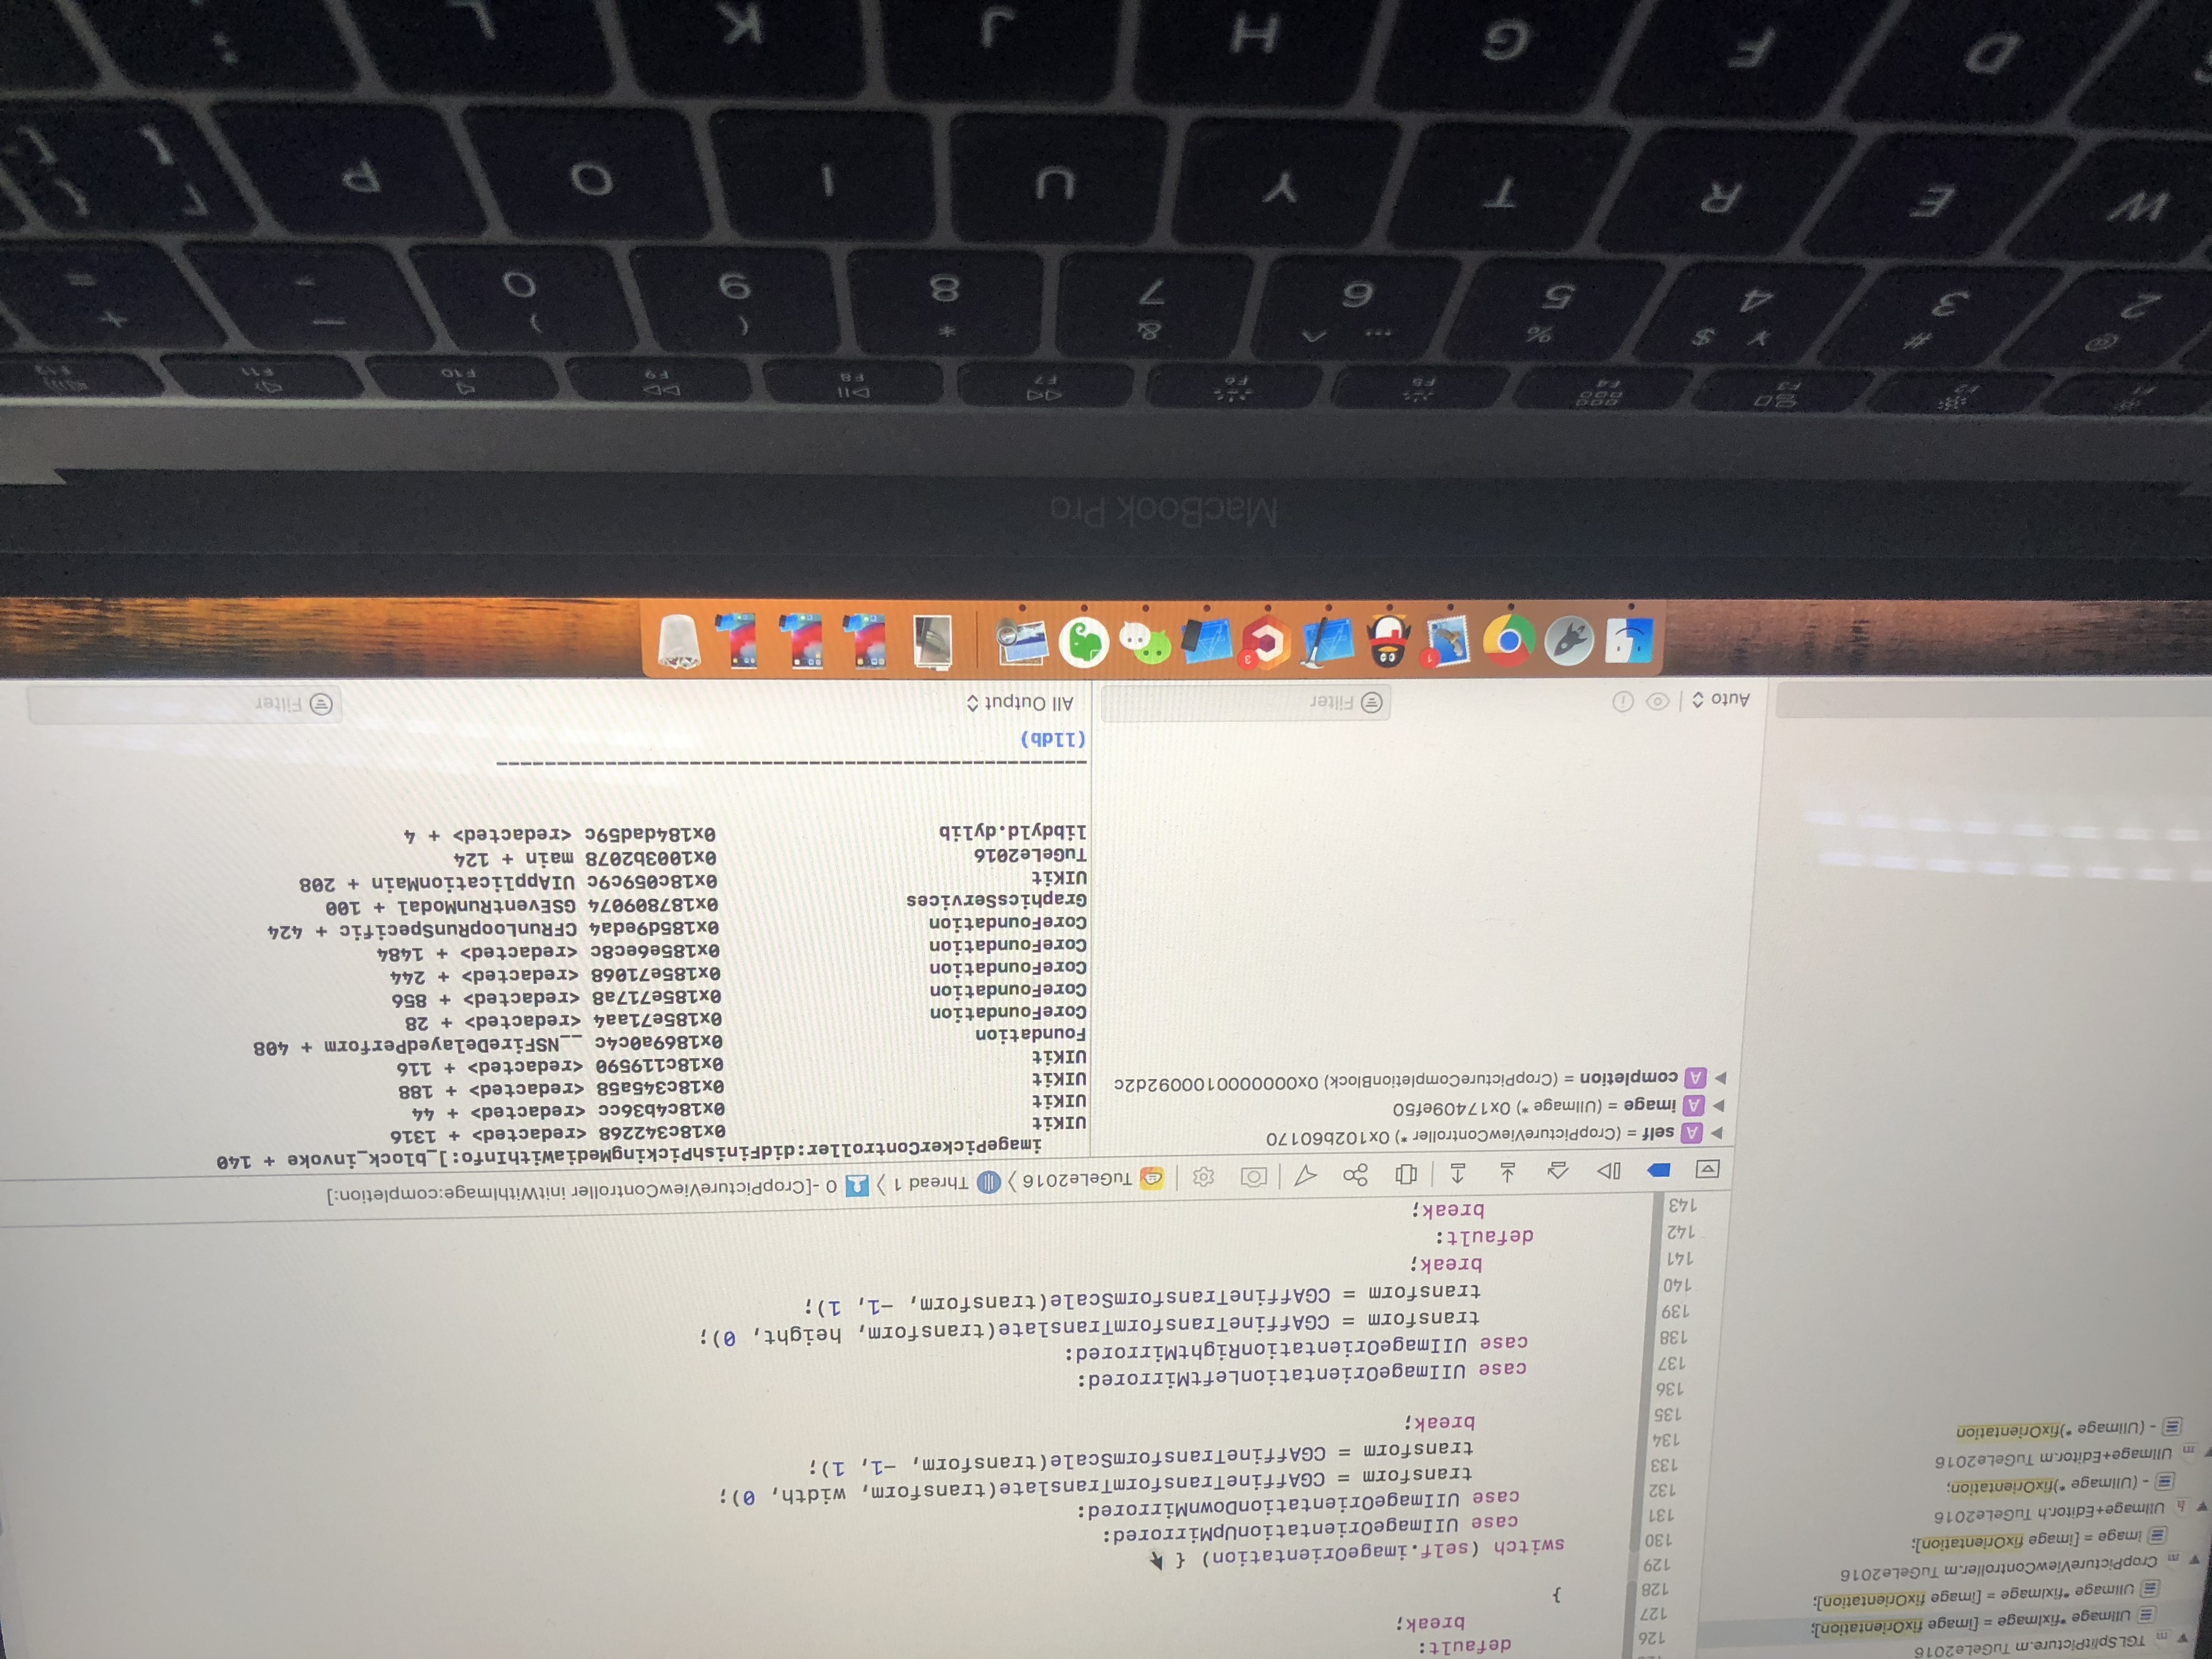 TGLSplitPicture.m TuGeLe2016
UIImage *fixImage = [image fixOrientation];
UIImage *fixImage = [image fixOrientation];
m CropPictureViewController.m TuGeLe2016
image = [image fixOrientation];
h UIImage+Editor.h TuGeLe2016
- (UIImage *)fixOrientation;
m UIImage+Editor.m TuGeLe2016
- (UIImage *)fixOrientation
126 default:
127 break;
128 }
129
130 switch (self.imageOrientation) {
131 case UIImageOrientationUpMirrored:
132 case UIImageOrientationDownMirrored:
133 transform = CGAffineTransformTranslate(transform, width, 0);
134 transform = CGAffineTransformScale(transform, -1, 1);
135 break;
136
137 case UIImageOrientationLeftMirrored:
138 case UIImageOrientationRightMirrored:
139 transform = CGAffineTransformTranslate(transform, height, 0);
140 transform = CGAffineTransformScale(transform, -1, 1);
141 break;
142 default:
143 break;
TuGeLe2016 Thread 1 0 -[CropPictureViewController initWithImage:completion:]
A self = (CropPictureViewController *) 0x102b60170
A image = (UIImage *) 0x17409ef50
A completion = (CropPictureCompletionBlock) 0x0000000100092d2c
imagePickerController:didFinishPickingMediaWithInfo:]_block_invoke + 140
UIKit 0x18c342268 <redacted> + 1316
UIKit 0x18c4b36cc <redacted> + 44
UIKit 0x18c345a58 <redacted> + 188
UIKit 0x18c119590 <redacted> + 116
Foundation 0x1869a0c4c __NSFireDelayedPerform + 408
CoreFoundation 0x185e71aa4 <redacted> + 28
CoreFoundation 0x185e717a8 <redacted> + 856
CoreFoundation 0x185e71068 <redacted> + 244
CoreFoundation 0x185e6ec8c <redacted> + 1484
CoreFoundation 0x185d9eda4 CFRunLoopRunSpecific + 424
GraphicsServices 0x187809074 GSEventRunModal + 100
UIKit 0x18c059c9c UIApplicationMain + 208
TuGeLe2016 0x1003b2078 main + 124
libdyld.dylib 0x184dad59c <redacted> + 4
(lldb)
Auto Filter All Output Filter
1 3
MacBook Pro
F1 F2 F3 F4 F5 F6 F7 F8 F9 F10 F11 F12
@ # ¥ $ % … ^ & * ( ) — +
2 3 4 5 6 7 8 9 0 - =
W E R T Y U I O P 「 {
[
D F G H J K L :